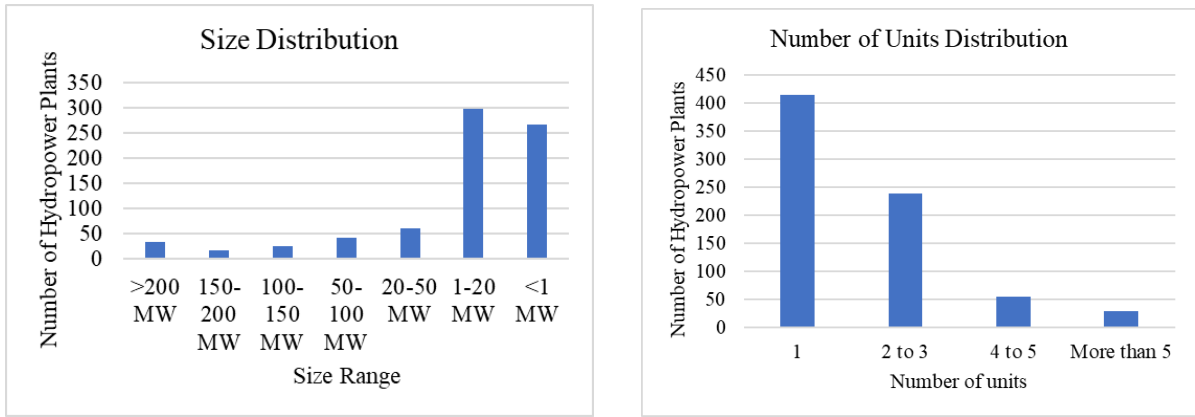 Size Distribution
Number of Hydropower Plants
350
300
250
200
150
100
50
0
>200 MW
150-200 MW
100-150 MW
50-100 MW
20-50 MW
1-20 MW
<1 MW
Size Range
Number of Units Distribution
Number of Hydropower Plants
450
400
350
300
250
200
150
100
50
0
1
2 to 3
4 to 5
More than 5
Number of units